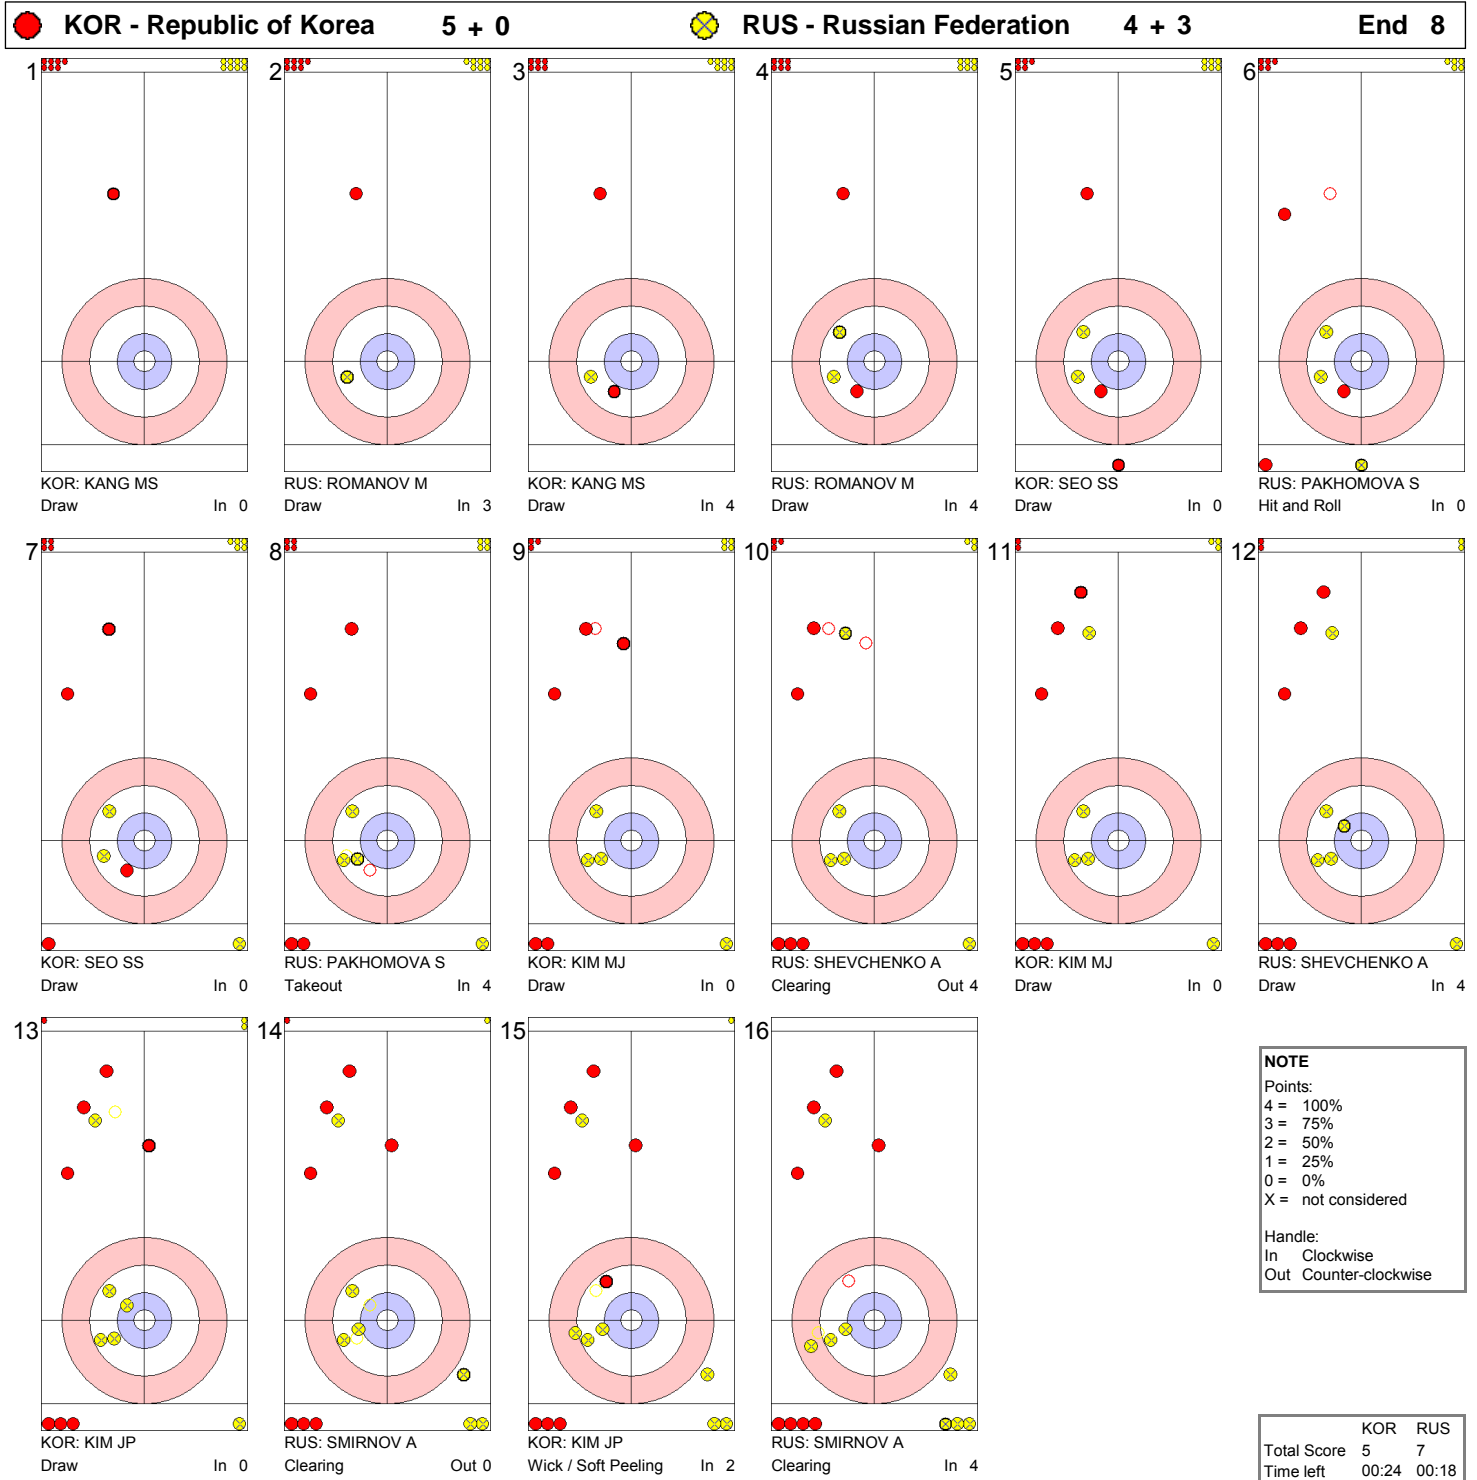 KOR - Republic of Korea 5 + 0 RUS - Russian Federation 4 + 3 End 8
1 2 3 4 5 6
KOR: KANG MS RUS: ROMANOV M KOR: KANG MS RUS: ROMANOV M KOR: SEO SS RUS: PAKHOMOVA S
Draw In 0 Draw In 3 Draw In 4 Draw In 4 Draw In 0 Hit and Roll In 0
7 8 9 10 11 12
KOR: SEO SS RUS: PAKHOMOVA S KOR: KIM MJ RUS: SHEVCHENKO A KOR: KIM MJ RUS: SHEVCHENKO A
Draw In 0 Takeout In 4 Draw In 0 Clearing Out 4 Draw In 0 Draw In 4
13 14 15 16
KOR: KIM JP RUS: SMIRNOV A KOR: KIM JP RUS: SMIRNOV A
Draw In 0 Clearing Out 0 Wick / Soft Peeling In 2 Clearing In 4
NOTE
Points:
4 = 100%
3 = 75%
2 = 50%
1 = 25%
0 = 0%
X = not considered
Handle:
In Clockwise
Out Counter-clockwise
KOR RUS
Total Score 5 7
Time left 00:24 00:18